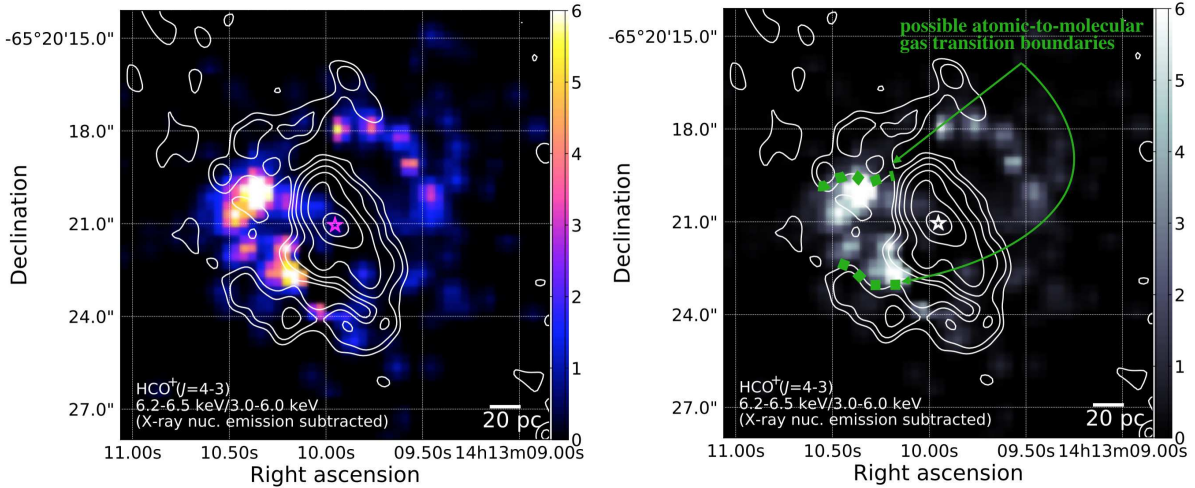 -65°20'15.0"
18.0"
21.0"
24.0"
27.0"
Declination
HCO⁺(J=4-3)
6.2-6.5 keV/3.0-6.0 keV
(X-ray nuc. emission subtracted)
20 pc
11.00s 10.50s 10.00s 09.50s 14h13m09.00s
Right ascension
6
5
4
3
2
1
0
possible atomic-to-molecular
gas transition boundaries
-65°20'15.0"
18.0"
21.0"
24.0"
27.0"
Declination
HCO⁺(J=4-3)
6.2-6.5 keV/3.0-6.0 keV
(X-ray nuc. emission subtracted)
20 pc
11.00s 10.50s 10.00s 09.50s 14h13m09.00s
Right ascension
6
5
4
3
2
1
0